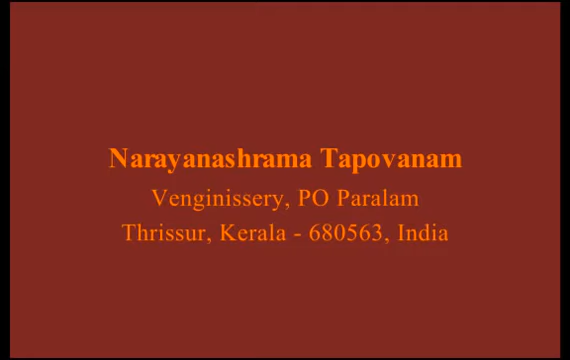 Narayanashrama Tapovanam
Venginissery, PO Paralam
Thrissur, Kerala - 680563, India